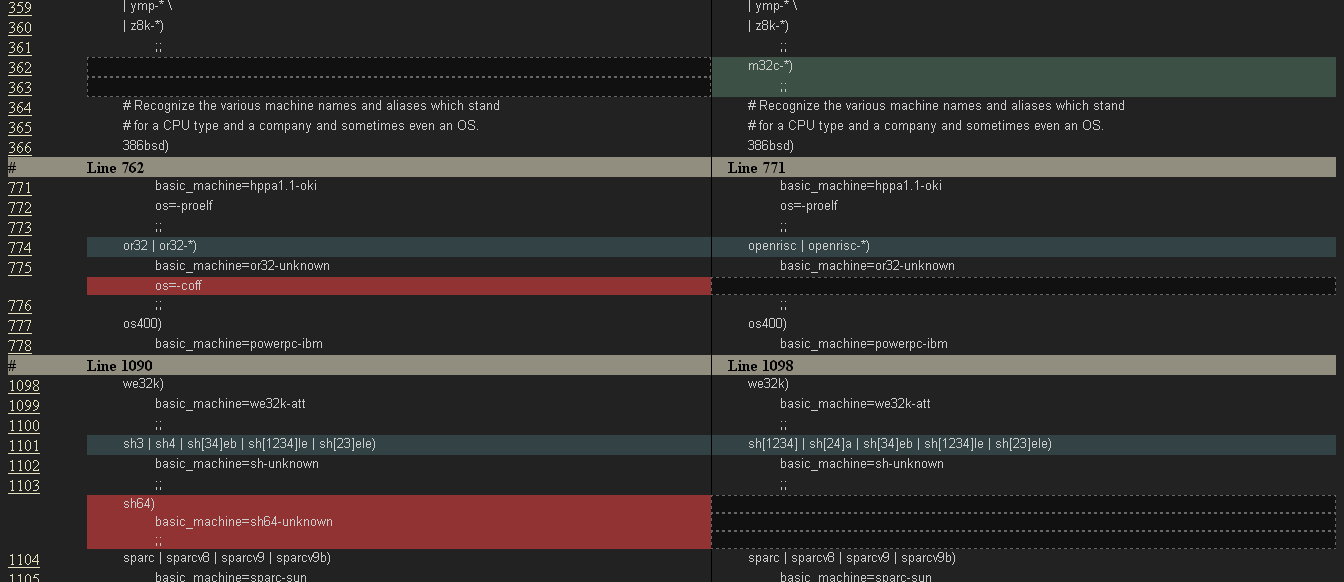 359 | ymp-* \ | ymp-* \
360 | z8k-*) | z8k-*)
361 ;; ;;
362 m32c-*)
363 ;;
364 # Recognize the various machine names and aliases which stand # Recognize the various machine names and aliases which stand
365 # for a CPU type and a company and sometimes even an OS. # for a CPU type and a company and sometimes even an OS.
366 386bsd) 386bsd)
# Line 762 Line 771
771 basic_machine=hppa1.1-oki basic_machine=hppa1.1-oki
772 os=-proelf os=-proelf
773 ;; ;;
774 or32 | or32-*) openrisc | openrisc-*)
775 basic_machine=or32-unknown basic_machine=or32-unknown
os=-coff
776 ;; ;;
777 os400) os400)
778 basic_machine=powerpc-ibm basic_machine=powerpc-ibm
# Line 1090 Line 1098
1098 we32k) we32k)
1099 basic_machine=we32k-att basic_machine=we32k-att
1100 ;; ;;
1101 sh3 | sh4 | sh[34]eb | sh[1234]le | sh[23]ele) sh[1234] | sh[24]a | sh[34]eb | sh[1234]le | sh[23]ele)
1102 basic_machine=sh-unknown basic_machine=sh-unknown
1103 ;; ;;
sh64)
basic_machine=sh64-unknown
;;
1104 sparc | sparcv8 | sparcv9 | sparcv9b) sparc | sparcv8 | sparcv9 | sparcv9b)
1105 basic_machine=sparc-sun basic_machine=sparc-sun